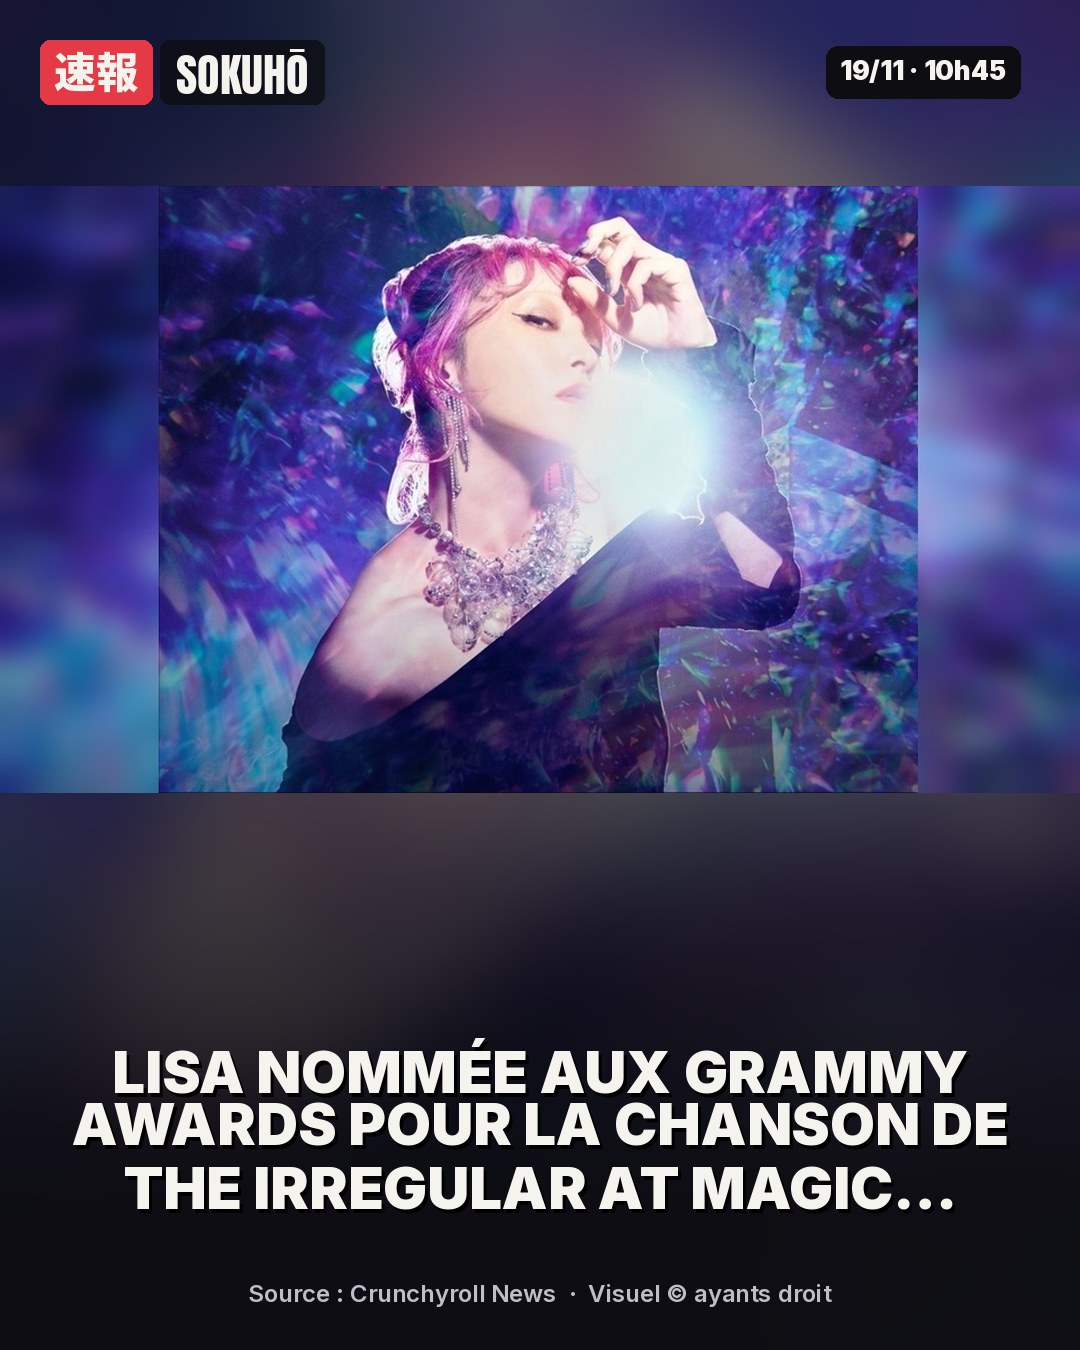 速報 SOKUHŌ
19/11 · 10h45
LISA NOMMÉE AUX GRAMMY
AWARDS POUR LA CHANSON DE
THE IRREGULAR AT MAGIC...
Source : Crunchyroll News · Visuel © ayants droit